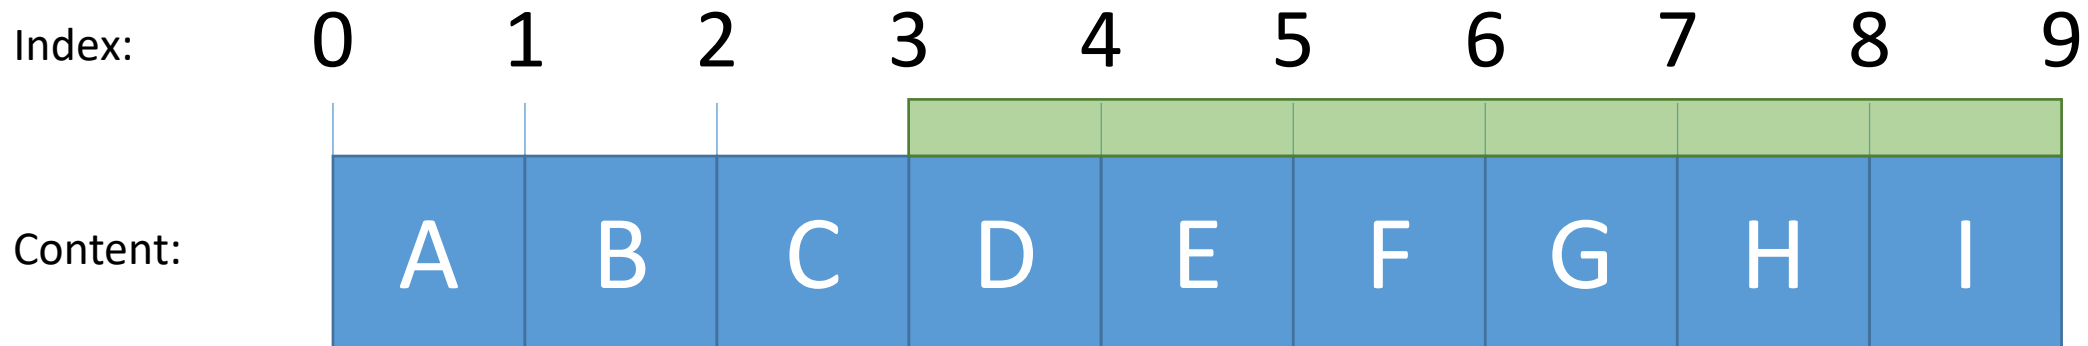 Index: 0 1 2 3 4 5 6 7 8 9
Content: A B C D E F G H I